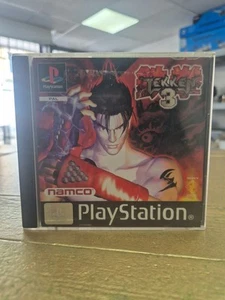 TEKKEN
3
namco
PlayStation